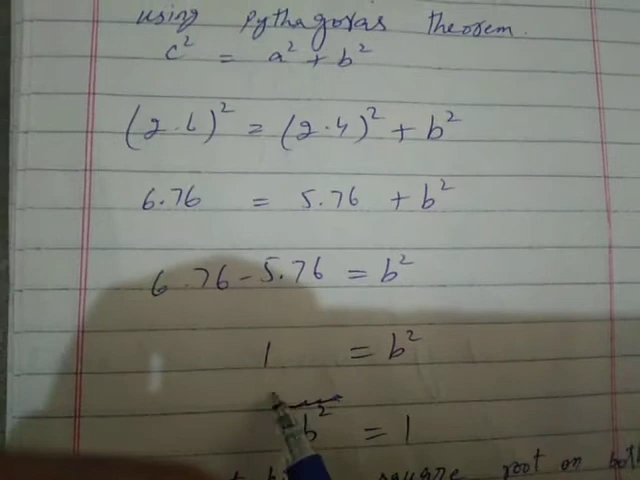 using Pythagoras theorem.
c² = a² + b²
(2.6)² = (2.4)² + b²
6.76 = 5.76 + b²
6.76 - 5.76 = b²
1 = b²
b² = 1
square root on both